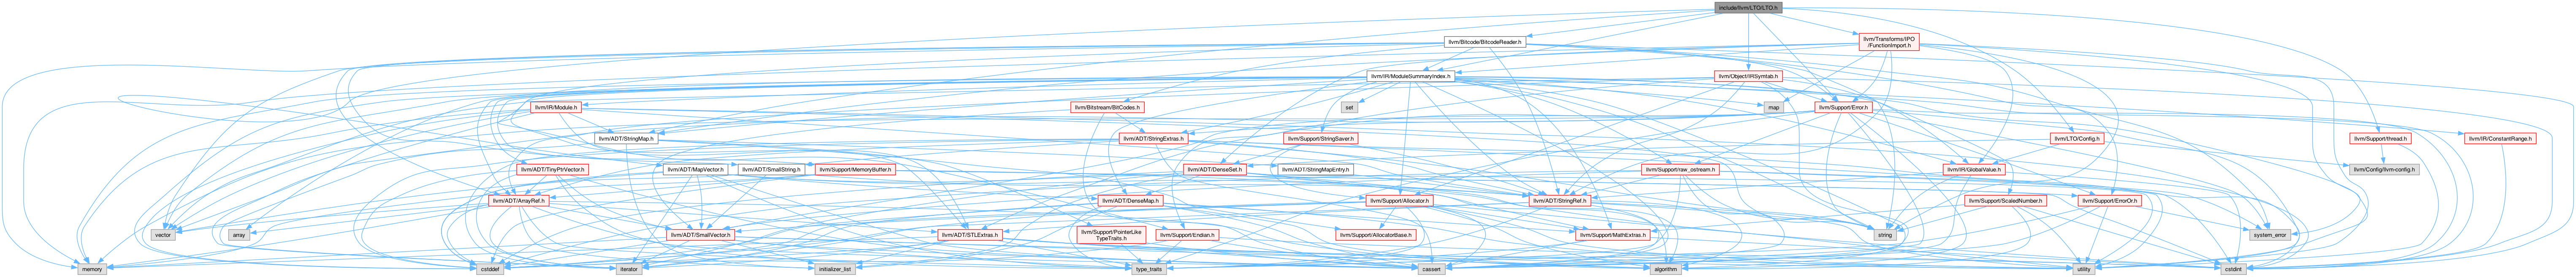 include/llvm/LTO/LTO.h
llvm/Bitcode/BitcodeReader.h
llvm/Transforms/IPO
/FunctionImport.h
llvm/IR/ModuleSummaryIndex.h
llvm/Object/IRSymtab.h
llvm/IR/Module.h
llvm/Bitstream/BitCodes.h
set
map
llvm/Support/Error.h
llvm/ADT/StringMap.h
llvm/ADT/StringExtras.h
llvm/Support/StringSaver.h
llvm/LTO/Config.h
llvm/Support/thread.h
llvm/IR/ConstantRange.h
llvm/ADT/TinyPtrVector.h
llvm/ADT/MapVector.h
llvm/ADT/SmallString.h
llvm/Support/MemoryBuffer.h
llvm/ADT/DenseSet.h
llvm/ADT/StringMapEntry.h
llvm/Support/raw_ostream.h
llvm/IR/GlobalValue.h
llvm/Config/llvm-config.h
llvm/ADT/ArrayRef.h
llvm/ADT/DenseMap.h
llvm/Support/Allocator.h
llvm/ADT/StringRef.h
llvm/Support/ScaledNumber.h
llvm/Support/ErrorOr.h
vector
array
llvm/ADT/SmallVector.h
llvm/ADT/STLExtras.h
llvm/Support/PointerLike
TypeTraits.h
llvm/Support/Endian.h
llvm/Support/AllocatorBase.h
llvm/Support/MathExtras.h
string
system_error
memory
cstddef
iterator
initializer_list
type_traits
cassert
algorithm
utility
cstdint